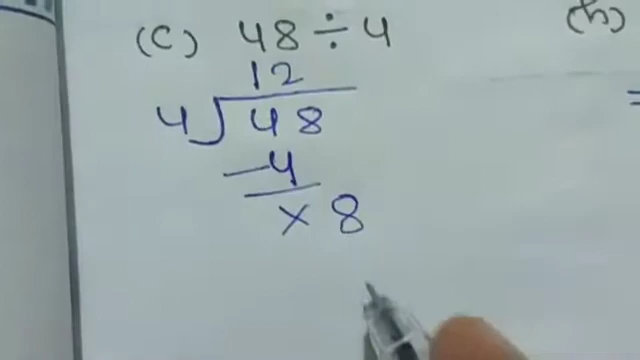 (C) 48 ÷ 4
12
4 ) 48
-4
× 8
(h)
=